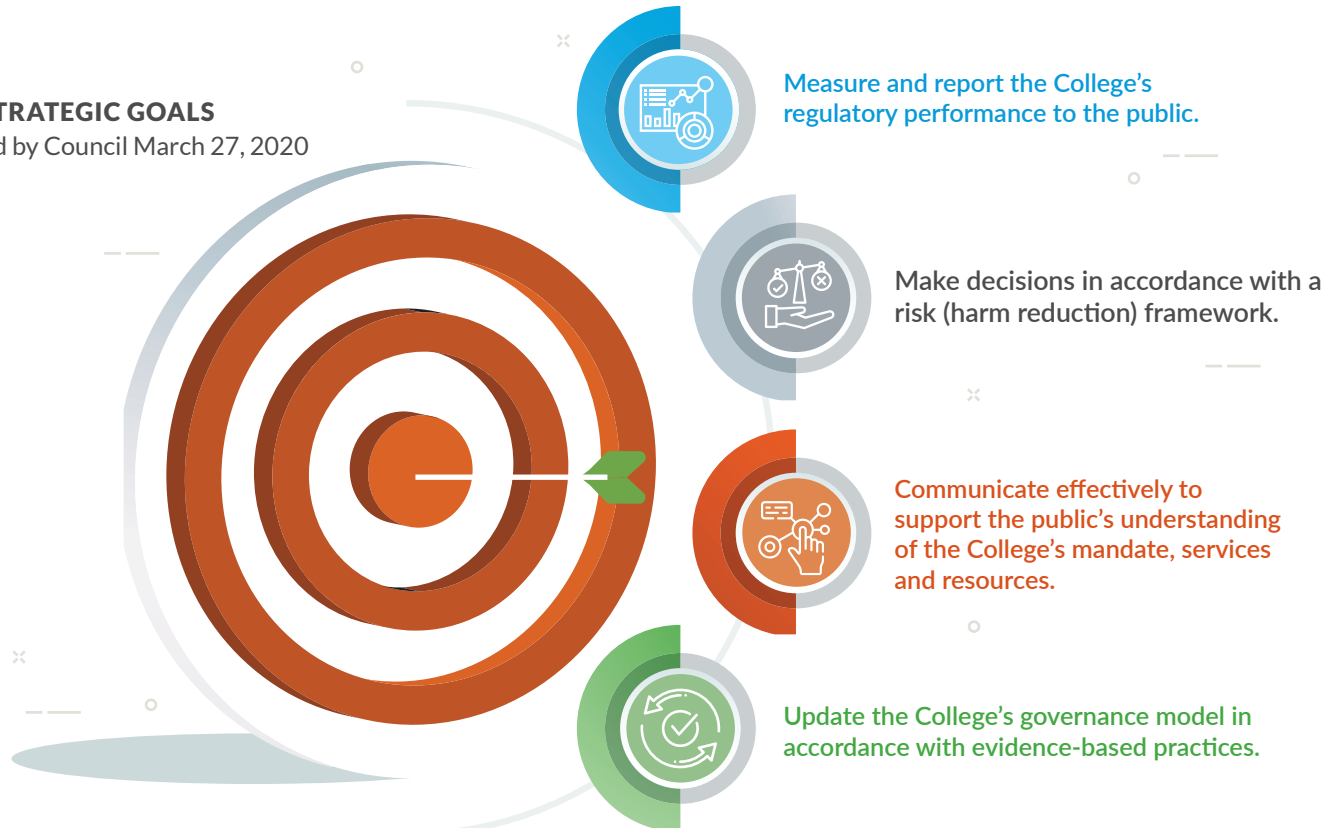 TRATEGIC GOALS
d by Council March 27, 2020
Measure and report the College's
regulatory performance to the public.
Make decisions in accordance with a
risk (harm reduction) framework.
Communicate effectively to
support the public's understanding
of the College's mandate, services
and resources.
Update the College's governance model in
accordance with evidence-based practices.